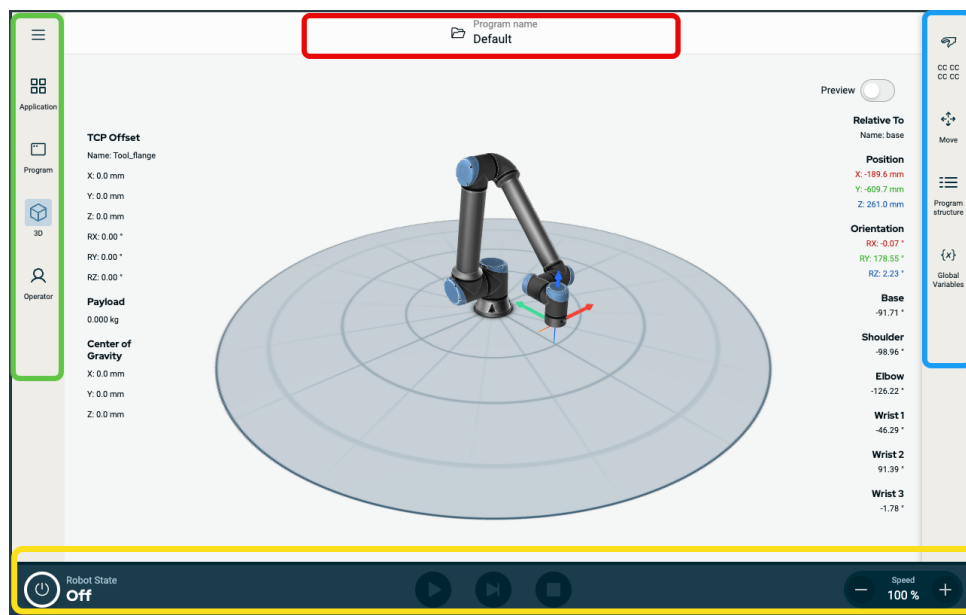 Program name
Default
Application
Program
3D
Operator
TCP Offset
Name: Tool_flange
X: 0.0 mm
Y: 0.0 mm
Z: 0.0 mm
RX: 0.00 °
RY: 0.00 °
RZ: 0.00 °
Payload
0.000 kg
Center of
Gravity
X: 0.0 mm
Y: 0.0 mm
Z: 0.0 mm
Preview
Relative To
Name: base
Position
X: -189.6 mm
Y: -609.7 mm
Z: 261.0 mm
Orientation
RX: -0.07 °
RY: 178.55 °
RZ: 2.23 °
Base
-91.71 °
Shoulder
-98.96 °
Elbow
-126.22 °
Wrist 1
-46.29 °
Wrist 2
91.39 °
Wrist 3
-1.78 °
CC CC
CC CC
Move
Program
structure
{x}
Global
Variables
Robot State
Off
Speed
100 %